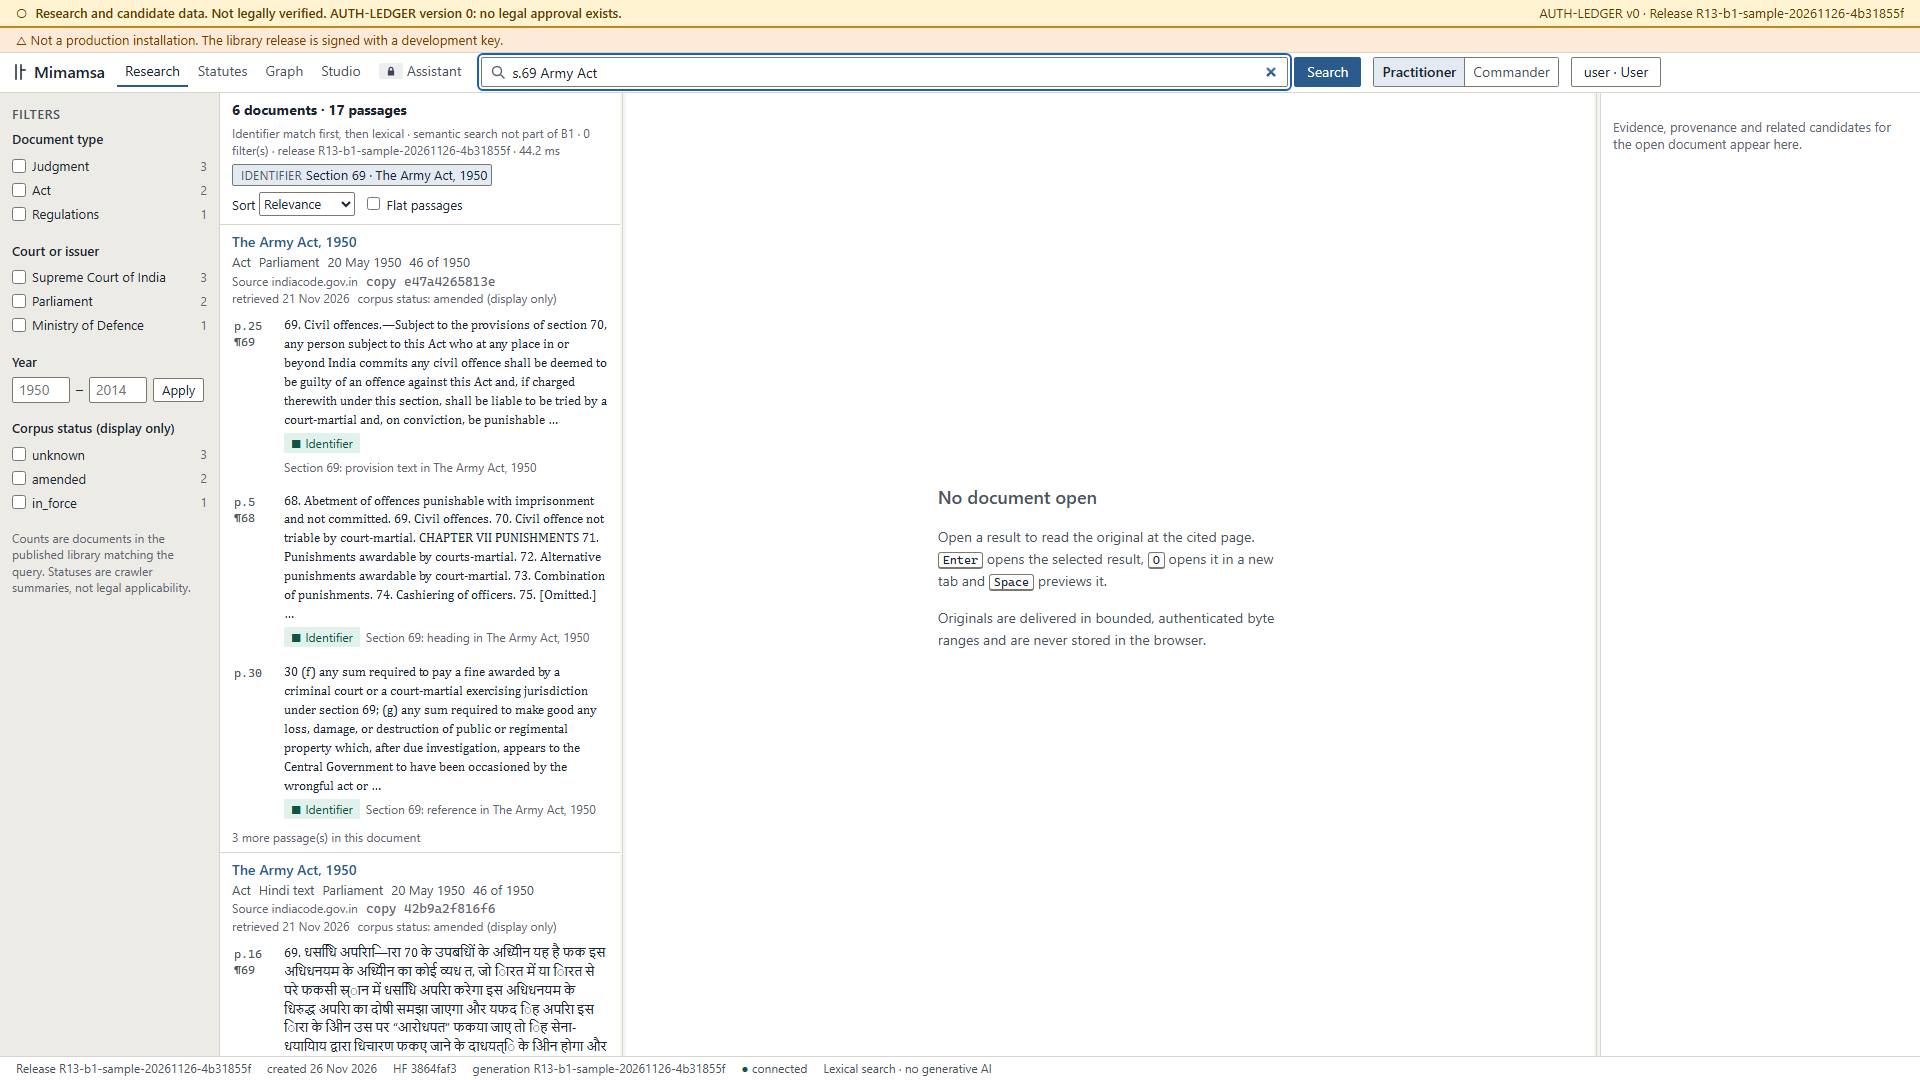 Research and candidate data. Not legally verified. AUTH-LEDGER version 0: no legal approval exists.
AUTH-LEDGER v0 · Release R13-b1-sample-20261126-4b31855f
⚠ Not a production installation. The library release is signed with a development key.
Mimamsa
Research
Statutes
Graph
Studio
Assistant
s.69 Army Act
Search
Practitioner
Commander
user · User
FILTERS
Document type
Judgment 3
Act 2
Regulations 1
Court or issuer
Supreme Court of India 3
Parliament 2
Ministry of Defence 1
Year
1950 – 2014 Apply
Corpus status (display only)
unknown 3
amended 2
in_force 1
Counts are documents in the
published library matching the
query. Statuses are crawler
summaries, not legal applicability.
6 documents · 17 passages
Identifier match first, then lexical · semantic search not part of B1 · 0
filter(s) · release R13-b1-sample-20261126-4b31855f · 44.2 ms
IDENTIFIER Section 69 · The Army Act, 1950
Sort Relevance Flat passages
The Army Act, 1950
Act Parliament 20 May 1950 46 of 1950
Source indiacode.gov.in copy e47a4265813e
retrieved 21 Nov 2026 corpus status: amended (display only)
p.25
¶69
69. Civil offences.—Subject to the provisions of section 70,
any person subject to this Act who at any place in or
beyond India commits any civil offence shall be deemed to
be guilty of an offence against this Act and, if charged
therewith under this section, shall be liable to be tried by a
court-martial and, on conviction, be punishable ...
Identifier
Section 69: provision text in The Army Act, 1950
p.5
¶68
68. Abetment of offences punishable with imprisonment
and not committed. 69. Civil offences. 70. Civil offence not
triable by court-martial. CHAPTER VII PUNISHMENTS 71.
Punishments awardable by courts-martial. 72. Alternative
punishments awardable by court-martial. 73. Combination
of punishments. 74. Cashiering of officers. 75. [Omitted.]
...
Identifier Section 69: heading in The Army Act, 1950
p.30
30 (f) any sum required to pay a fine awarded by a
criminal court or a court-martial exercising jurisdiction
under section 69; (g) any sum required to make good any
loss, damage, or destruction of public or regimental
property which, after due investigation, appears to the
Central Government to have been occasioned by the
wrongful act or ...
Identifier Section 69: reference in The Army Act, 1950
3 more passage(s) in this document
The Army Act, 1950
Act Hindi text Parliament 20 May 1950 46 of 1950
Source indiacode.gov.in copy 42b9a2f816f6
retrieved 21 Nov 2026 corpus status: amended (display only)
p.16
¶69
69. 70 के उपबंधों के यह है फक इस
के का कोई त, जो में या से
परे फकसी में करेगा इस के
का दोषी समझा जाएगा और यफद इस
के उस पर “आरोधपत” फकया जाए तो सेना-
द्वारा धिचारण फकए जाने के के होगा और
No document open
Open a result to read the original at the cited page.
Enter opens the selected result, O opens it in a new
tab and Space previews it.
Originals are delivered in bounded, authenticated byte
ranges and are never stored in the browser.
Evidence, provenance and related candidates for
the open document appear here.
Release R13-b1-sample-20261126-4b31855f created 26 Nov 2026 HF 3864faf3 generation R13-b1-sample-20261126-4b31855f connected Lexical search · no generative AI